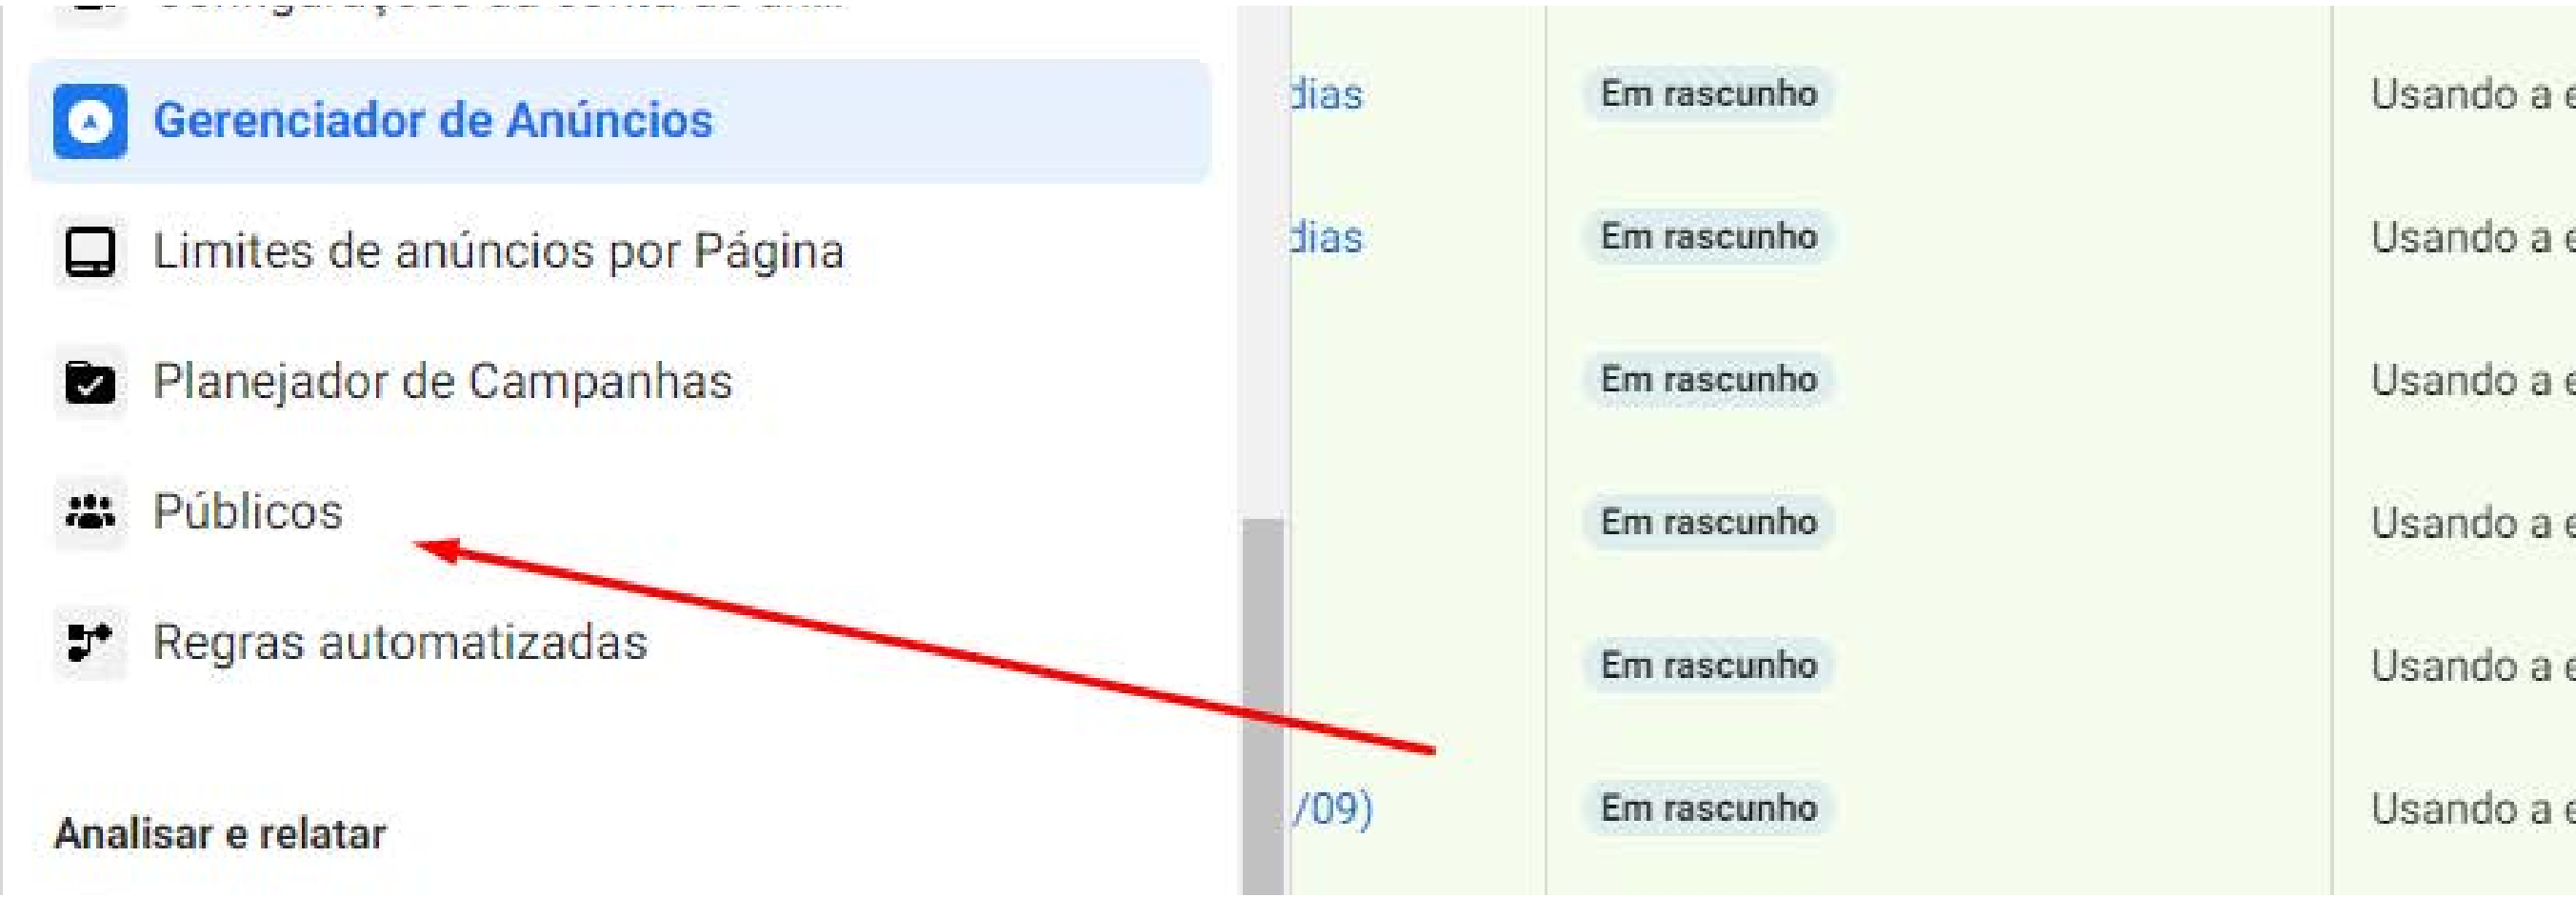 Gerenciador de Anúncios
Limites de anúncios por Página
Planejador de Campanhas
Públicos
Regras automatizadas
Analisar e relatar
dias Em rascunho Usando a e
dias Em rascunho Usando a e
Em rascunho Usando a e
Em rascunho Usando a e
Em rascunho Usando a e
/09) Em rascunho Usando a e